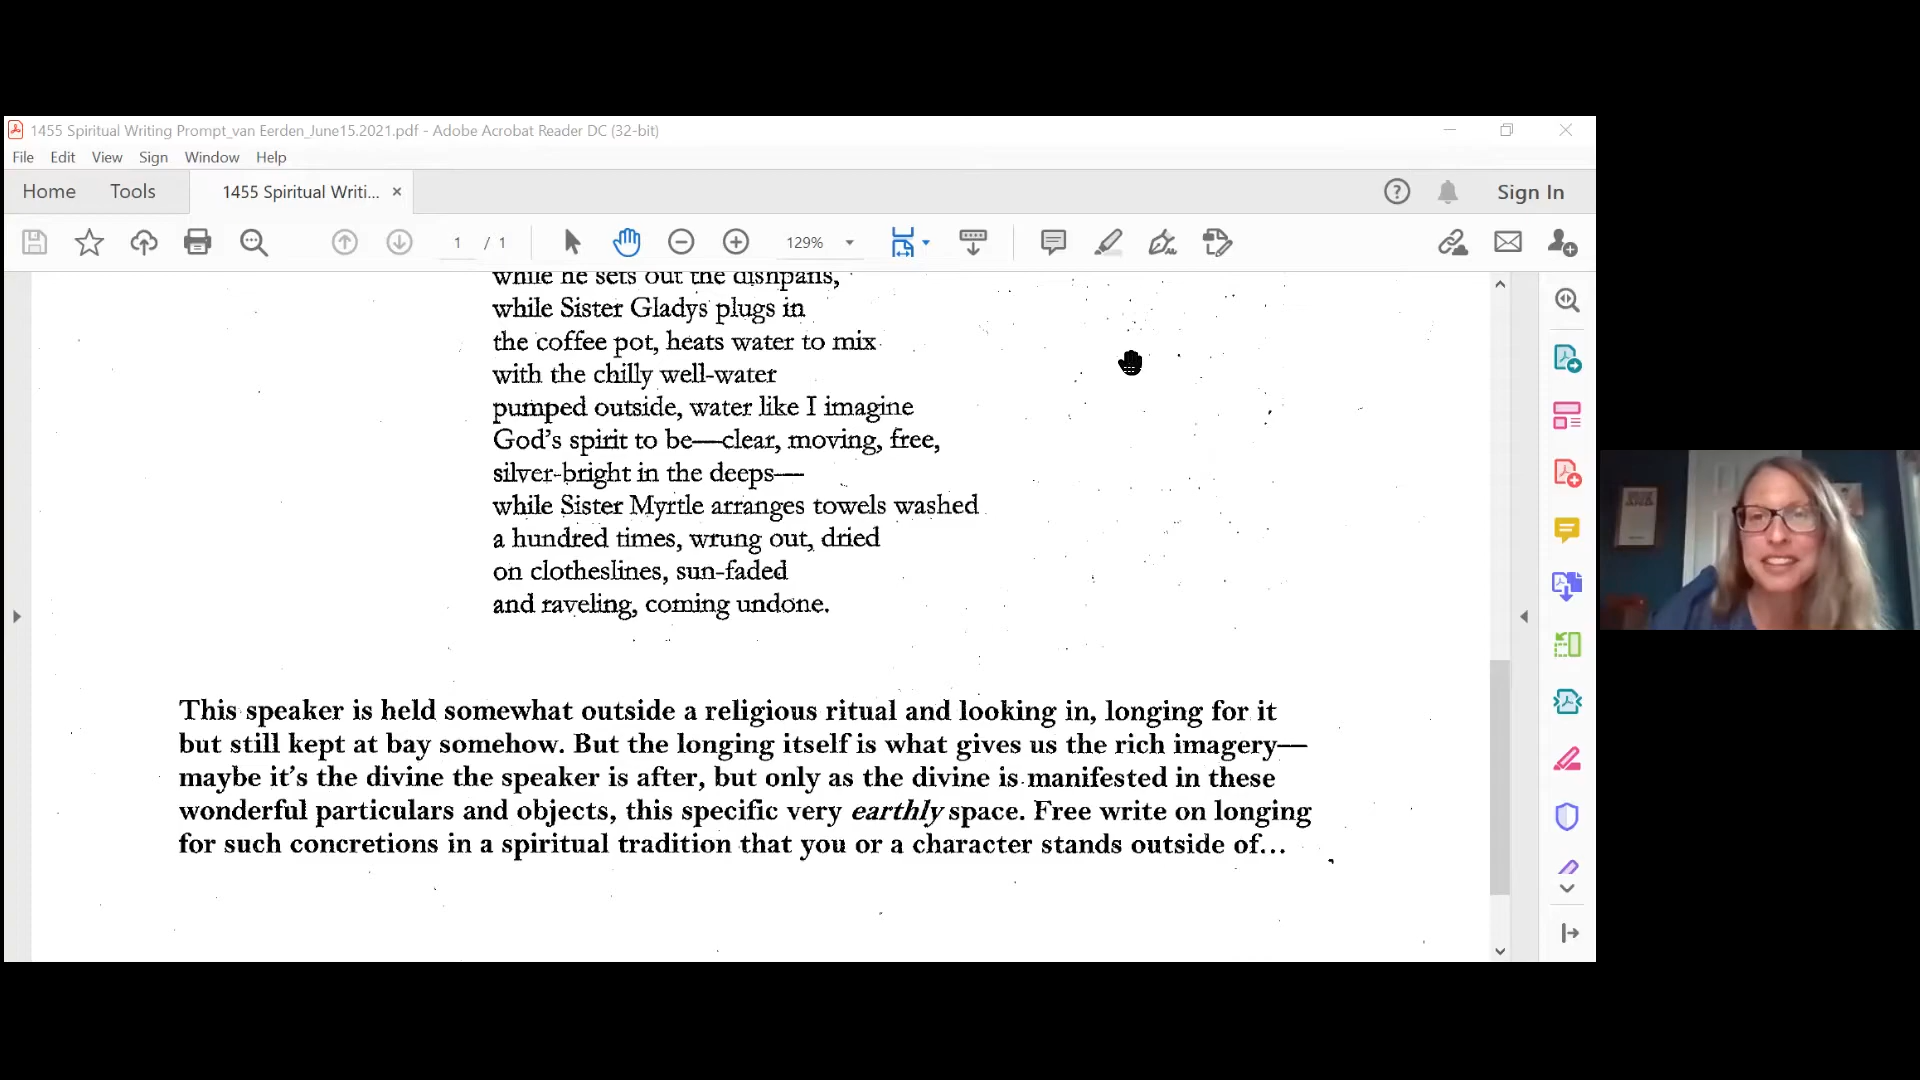 1455 Spiritual Writing Prompt_van Eerden_June15.2021.pdf - Adobe Acrobat Reader DC (32-bit)
File Edit View Sign Window Help
Home Tools 1455 Spiritual Writi... × Sign In
1 / 1 129%
while he sets out the dishpans,
while Sister Gladys plugs in
the coffee pot, heats water to mix
with the chilly well-water
pumped outside, water like I imagine
God's spirit to be—clear, moving, free,
silver-bright in the deeps—
while Sister Myrtle arranges towels washed
a hundred times, wrung out, dried
on clotheslines, sun-faded
and raveling, coming undone.
This speaker is held somewhat outside a religious ritual and looking in, longing for it
but still kept at bay somehow. But the longing itself is what gives us the rich imagery—
maybe it's the divine the speaker is after, but only as the divine is manifested in these
wonderful particulars and objects, this specific very earthly space. Free write on longing
for such concretions in a spiritual tradition that you or a character stands outside of...